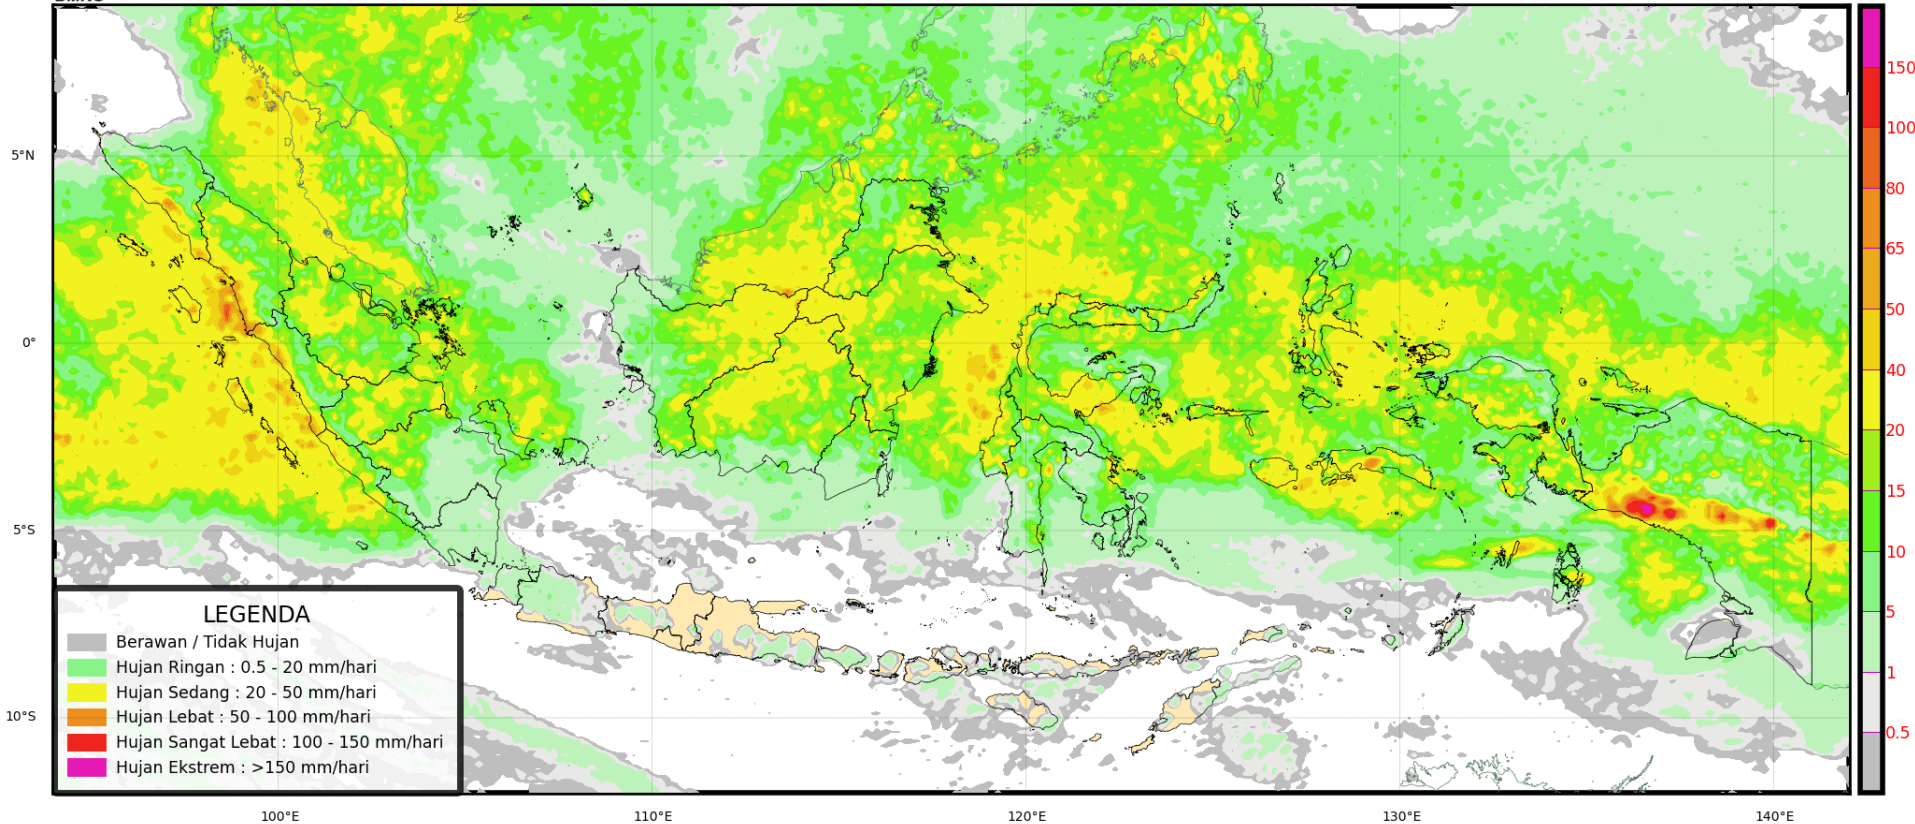 150
100
80
65
50
40
20
15
10
5
1
0.5
5°N
0°
5°S
10°S
LEGENDA
Berawan / Tidak Hujan
Hujan Ringan : 0.5 - 20 mm/hari
Hujan Sedang : 20 - 50 mm/hari
Hujan Lebat : 50 - 100 mm/hari
Hujan Sangat Lebat : 100 - 150 mm/hari
Hujan Ekstrem : >150 mm/hari
100°E
110°E
120°E
130°E
140°E